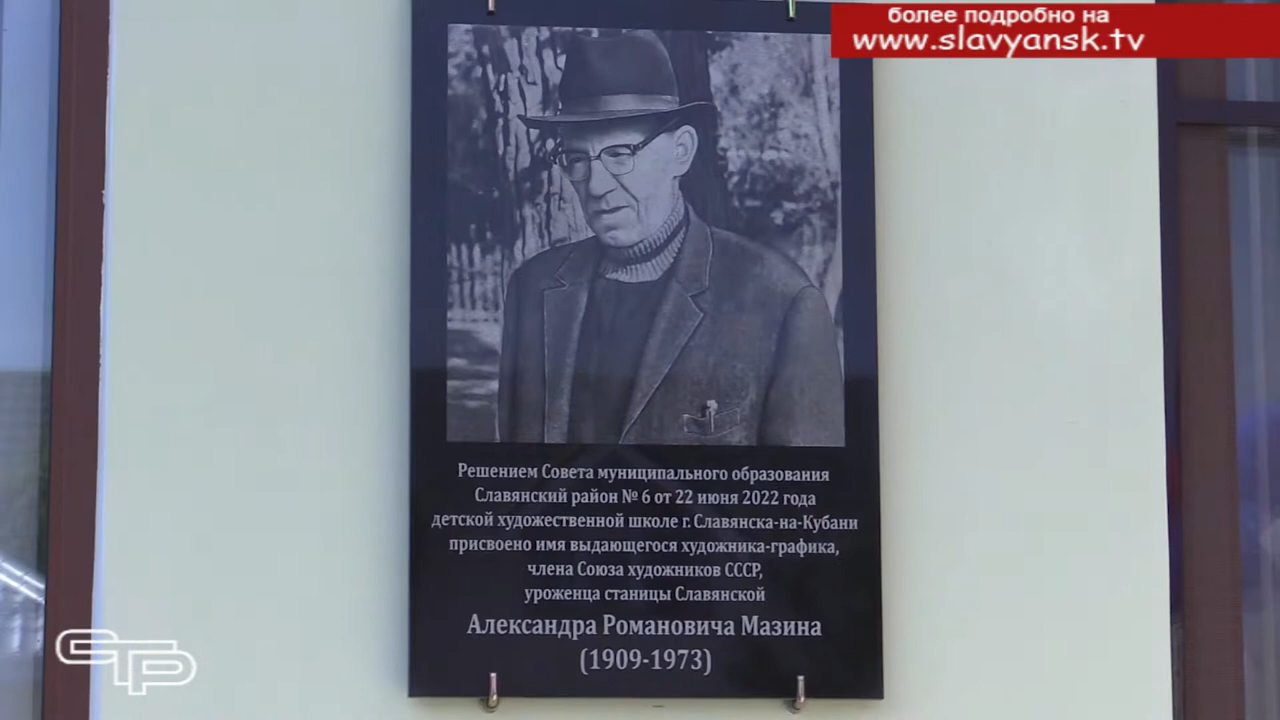 более подробно на
www.slavyansk.tv
Решением Совета муниципального образования
Славянский район № 6 от 22 июня 2022 года
детской художественной школе г. Славянска-на-Кубани
присвоено имя выдающегося художника-графика,
члена Союза художников СССР,
уроженца станицы Славянской
Александра Романовича Мазина
(1909-1973)
СТР